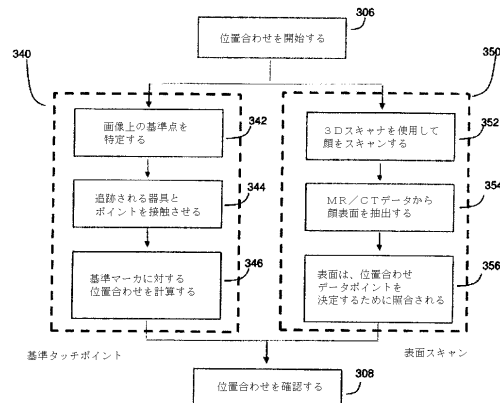 306
位置合わせを開始する
340
350
画像上の基準点を
特定する
342
追跡される器具と
ポイントを接触させる
344
基準マーカに対する
位置合わせを計算する
346
3Dスキャナを使用して
顔をスキャンする
352
MR/CTデータから
顔表面を抽出する
354
表面は、位置合わせ
データポイントを
決定するために照合される
356
基準タッチポイント
表面スキャン
位置合わせを確認する
308